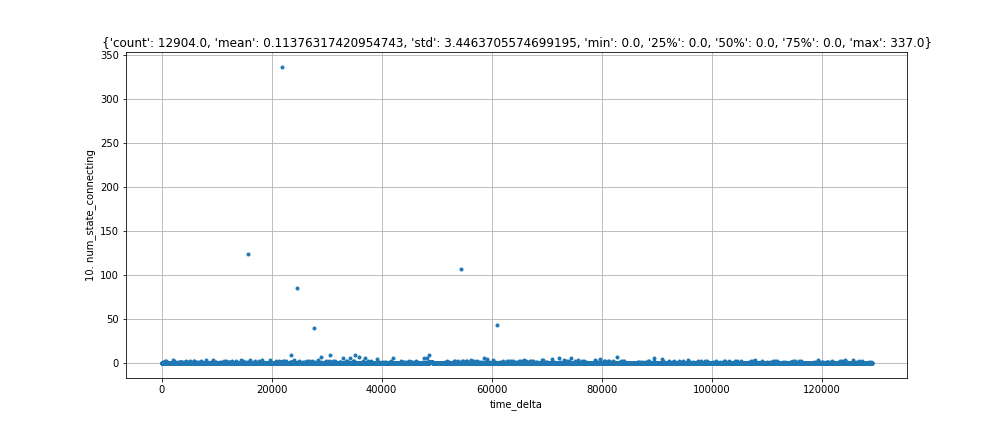 {'count': 12904.0, 'mean': 0.11376317420954743, 'std': 3.4463705574699195, 'min': 0.0, '25%': 0.0, '50%': 0.0, '75%': 0.0, 'max': 337.0}
350
300
250
200
150
100
50
0
10. num_state_connecting
0 20000 40000 60000 80000 100000 120000
time_delta